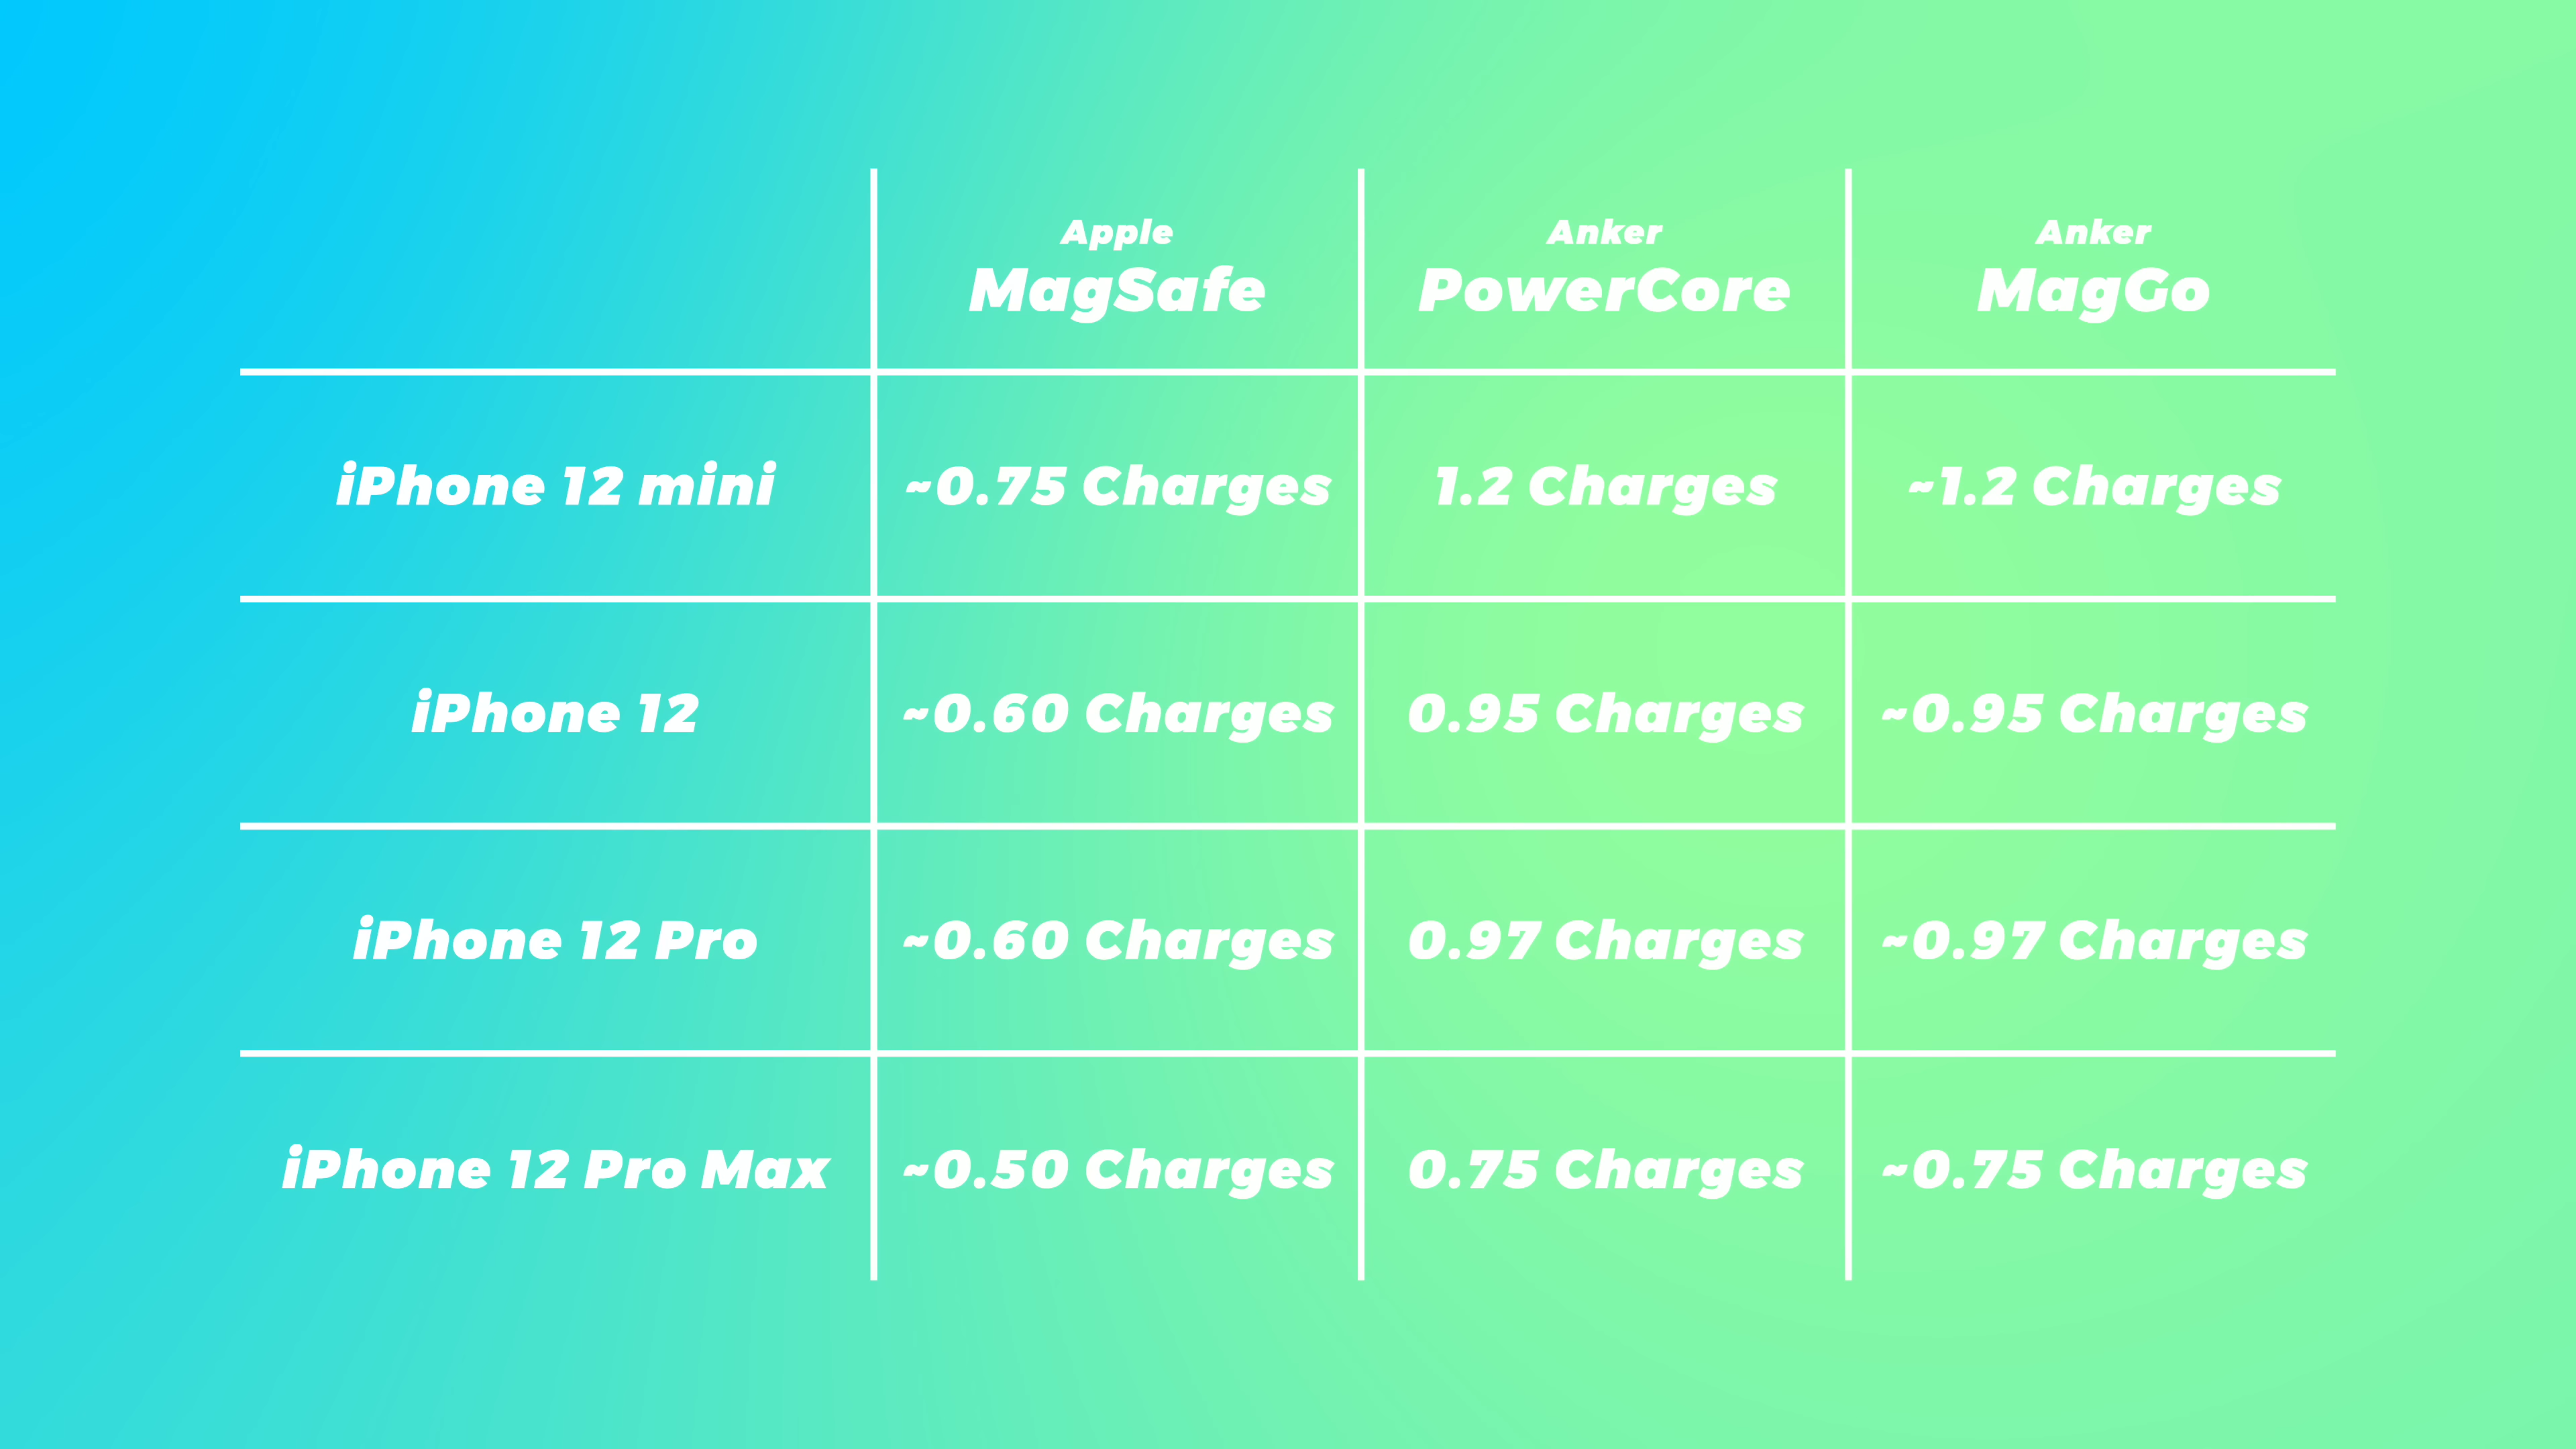 Apple Anker Anker
MagSafe PowerCore MagGo
iPhone 12 mini ~0.75 Charges 1.2 Charges ~1.2 Charges
iPhone 12 ~0.60 Charges 0.95 Charges ~0.95 Charges
iPhone 12 Pro ~0.60 Charges 0.97 Charges ~0.97 Charges
iPhone 12 Pro Max ~0.50 Charges 0.75 Charges ~0.75 Charges